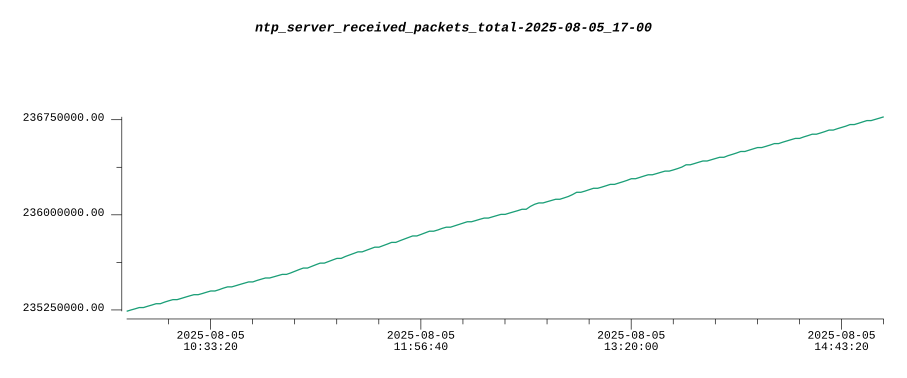 ntp_server_received_packets_total-2025-08-05_17-00
236750000.00
236000000.00
235250000.00
2025-08-05 2025-08-05 2025-08-05 2025-08-05
10:33:20 11:56:40 13:20:00 14:43:20